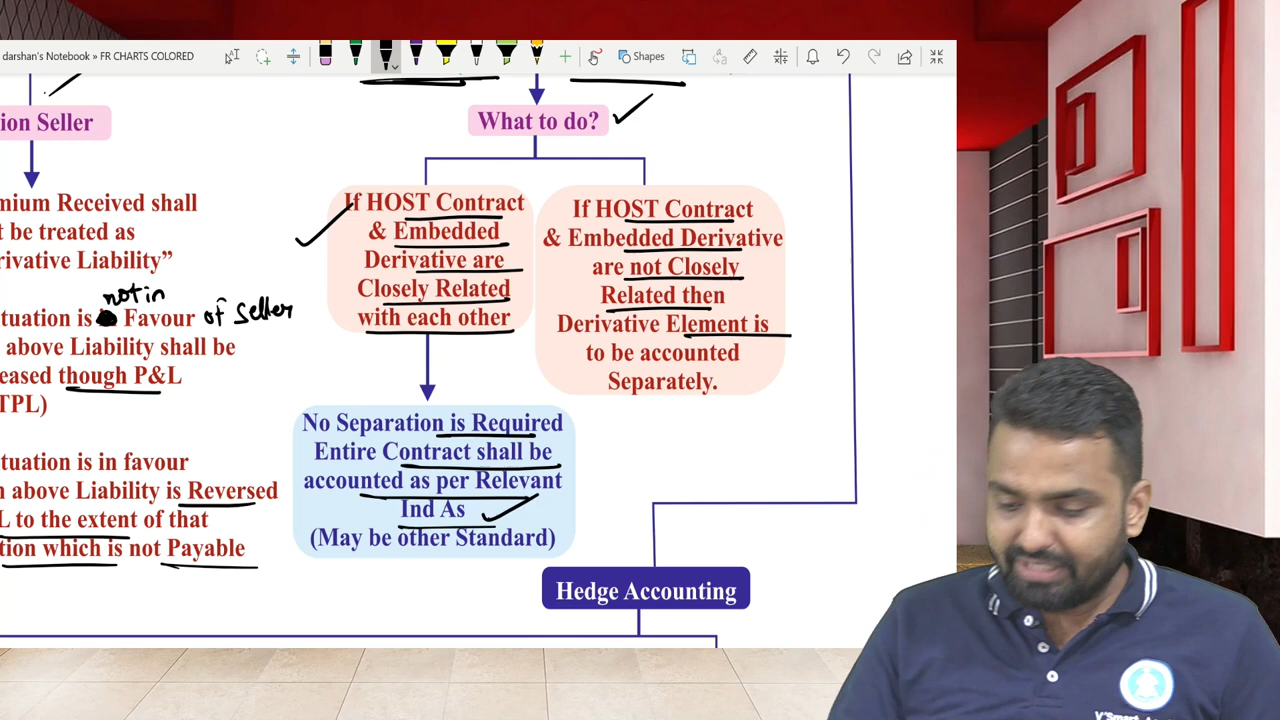 darshan's Notebook » FR CHARTS COLORED
Shapes
ion Seller
mium Received shall
t be treated as
rivative Liability”
not in
tuation is Favour of Seller
above Liability shall be
eased though P&L
TPL)
tuation is in favour
n above Liability is Reversed
L to the extent of that
tion which is not Payable
What to do?
If HOST Contract
& Embedded
Derivative are
Closely Related
with each other
If HOST Contract
& Embedded Derivative
are not Closely
Related then
Derivative Element is
to be accounted
Separately.
No Separation is Required
Entire Contract shall be
accounted as per Relevant
Ind As
(May be other Standard)
Hedge Accounting